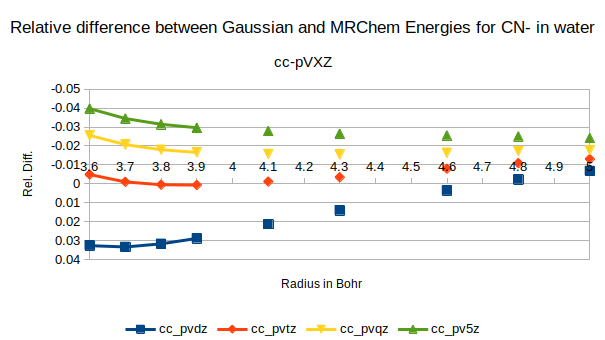 Relative difference between Gaussian and MRChem Energies for CN- in water
cc-pVXZ
-0.05
-0.04
-0.03
-0.02
-0.01
3.6 3.7 3.8 3.9 4 4.1 4.2 4.3 4.4 4.5 4.6 4.7 4.8 4.9 5
0
0.01
0.02
0.03
0.04
Rel. Diff.
Radius in Bohr
cc_pvdz cc_pvtz cc_pvqz cc_pv5z